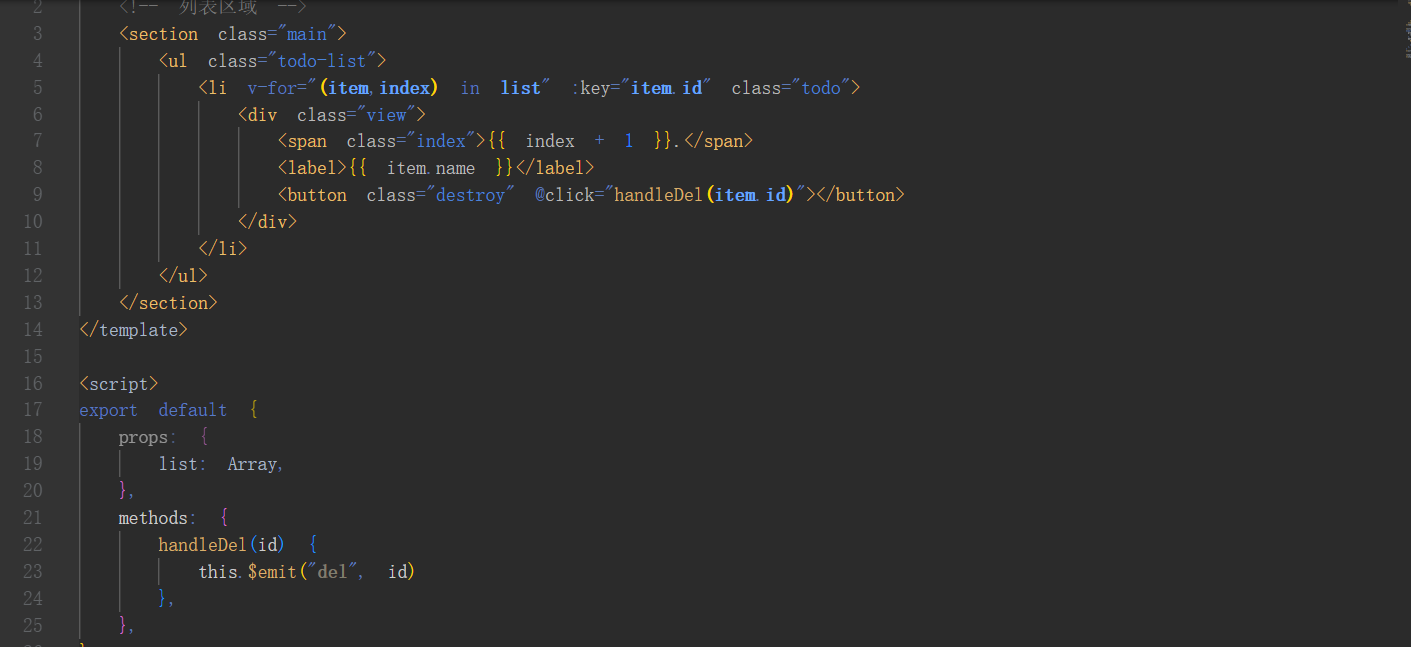 2 <!-- 列表区域 -->
3 <section class="main">
4 <ul class="todo-list">
5 <li v-for="(item,index) in list" :key="item.id" class="todo">
6 <div class="view">
7 <span class="index">{{ index + 1 }}.</span>
8 <label>{{ item.name }}</label>
9 <button class="destroy" @click="handleDel(item.id)"></button>
10 </div>
11 </li>
12 </ul>
13 </section>
14 </template>
15
16 <script>
17 export default {
18 props: {
19 list: Array,
20 },
21 methods: {
22 handleDel(id) {
23 this.$emit("del", id)
24 },
25 },